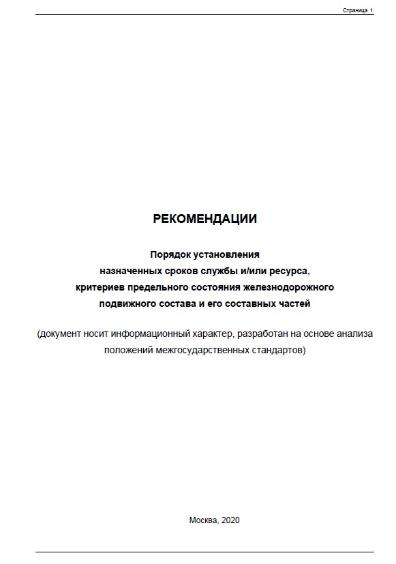 Страница 1
РЕКОМЕНДАЦИИ
Порядок установления
назначенных сроков службы и/или ресурса,
критериев предельного состояния железнодорожного
подвижного состава и его составных частей
(документ носит информационный характер, разработан на основе анализа
положений межгосударственных стандартов)
Москва, 2020